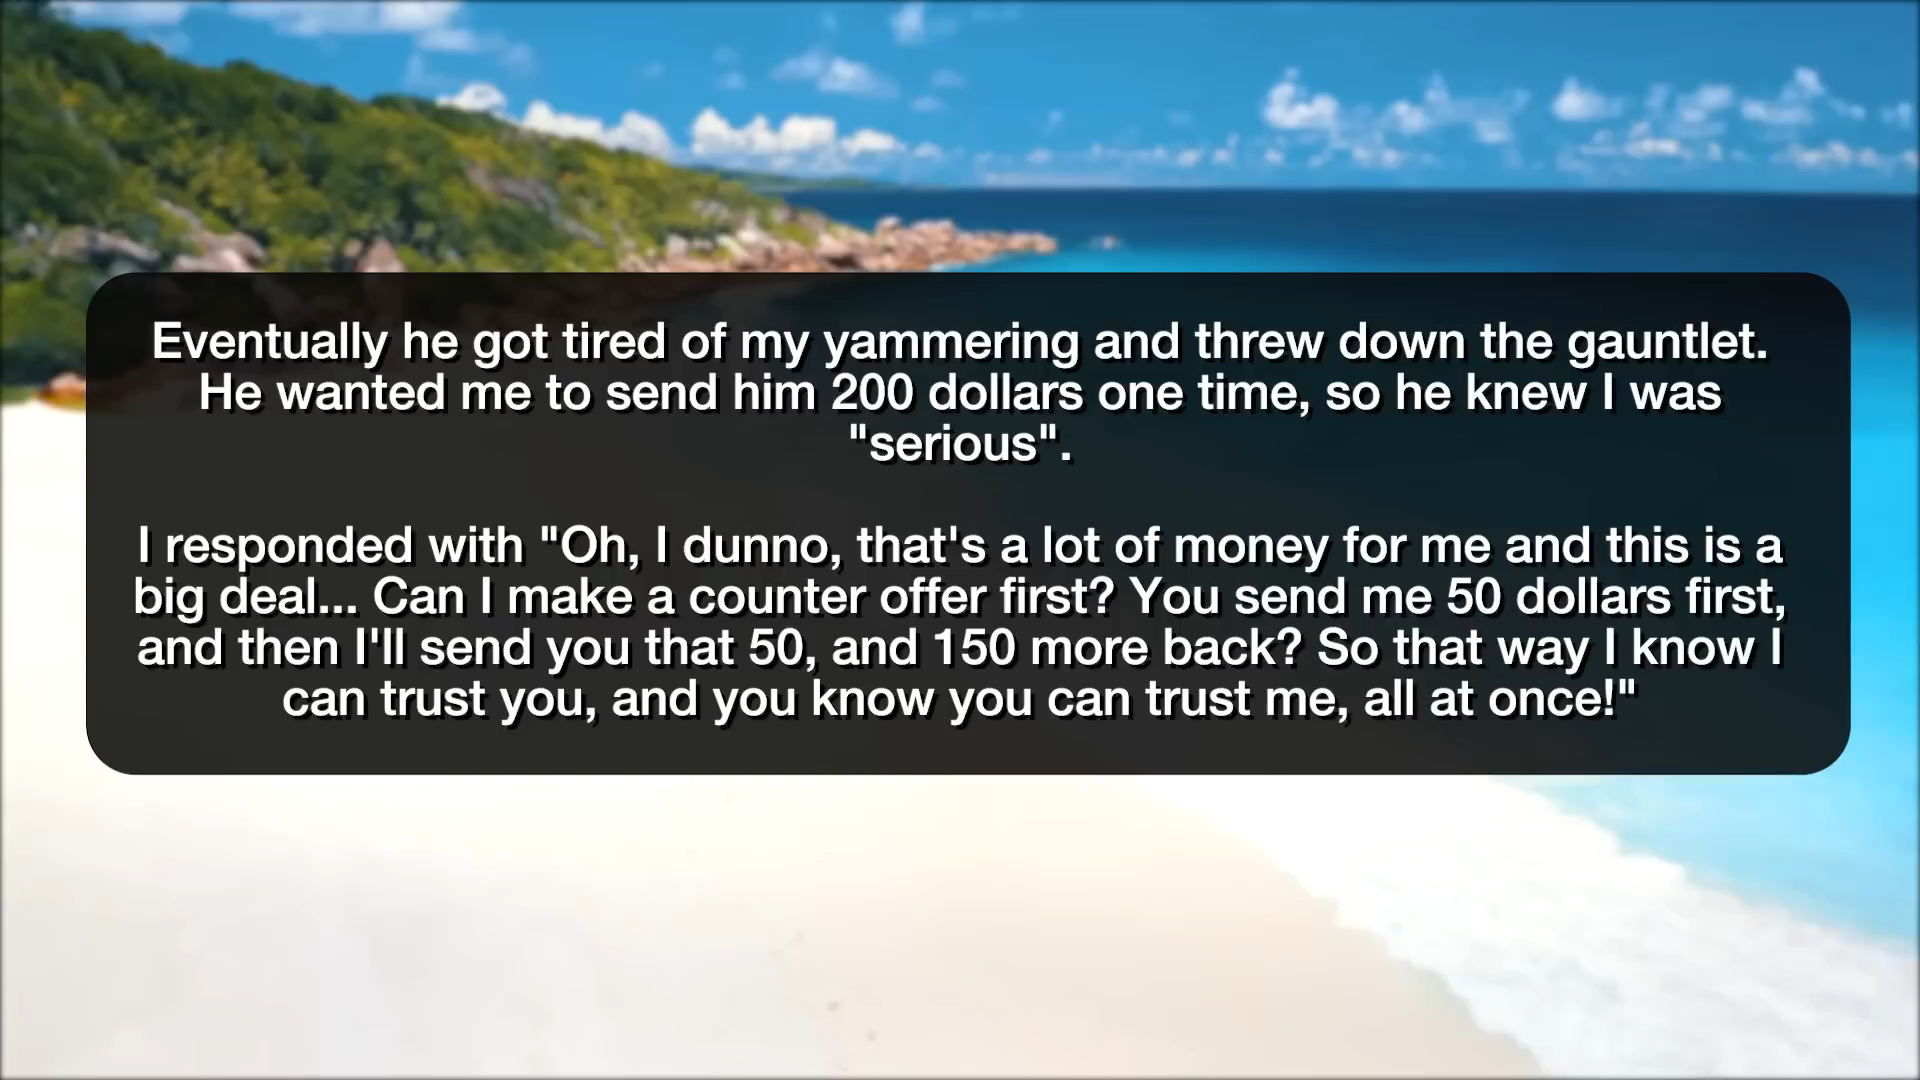 Eventually he got tired of my yammering and threw down the gauntlet.
He wanted me to send him 200 dollars one time, so he knew I was
"serious".
I responded with "Oh, I dunno, that's a lot of money for me and this is a
big deal... Can I make a counter offer first? You send me 50 dollars first,
and then I'll send you that 50, and 150 more back? So that way I know I
can trust you, and you know you can trust me, all at once!"